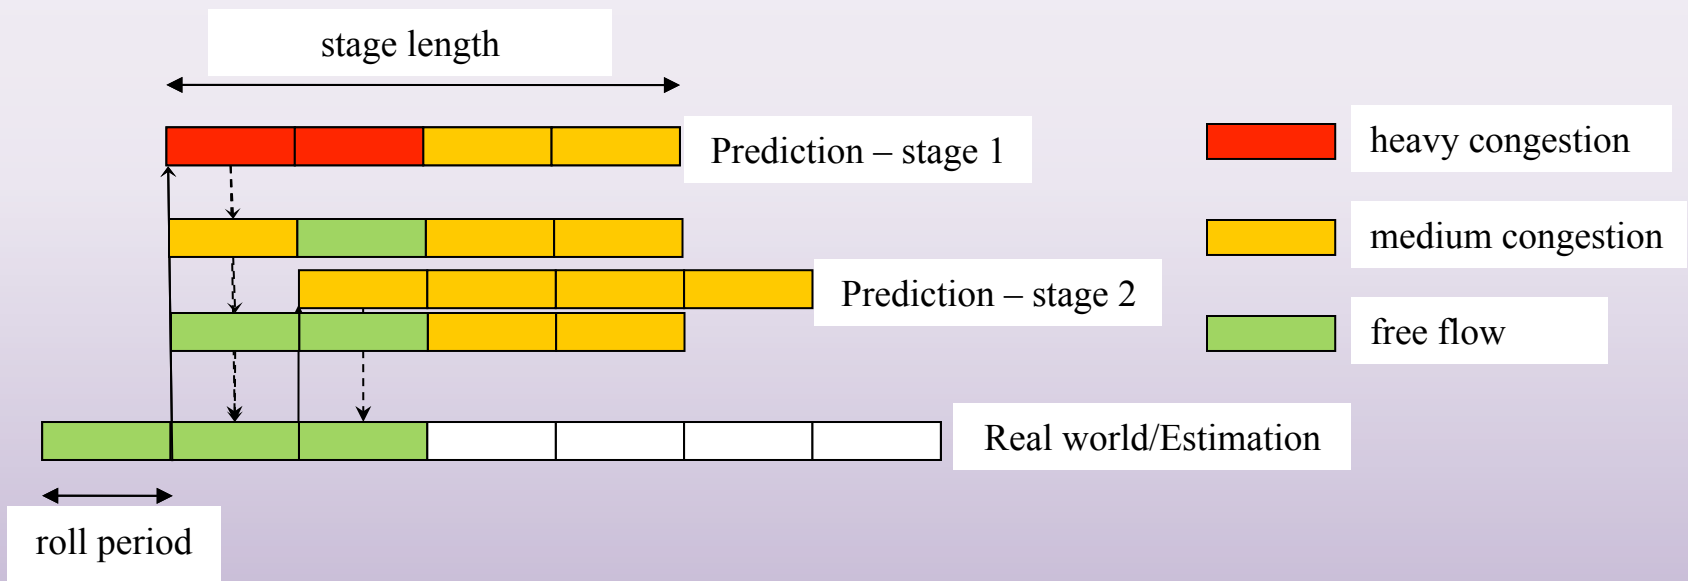 stage length
Prediction – stage 1
heavy congestion
medium congestion
Prediction – stage 2
free flow
Real world/Estimation
roll period